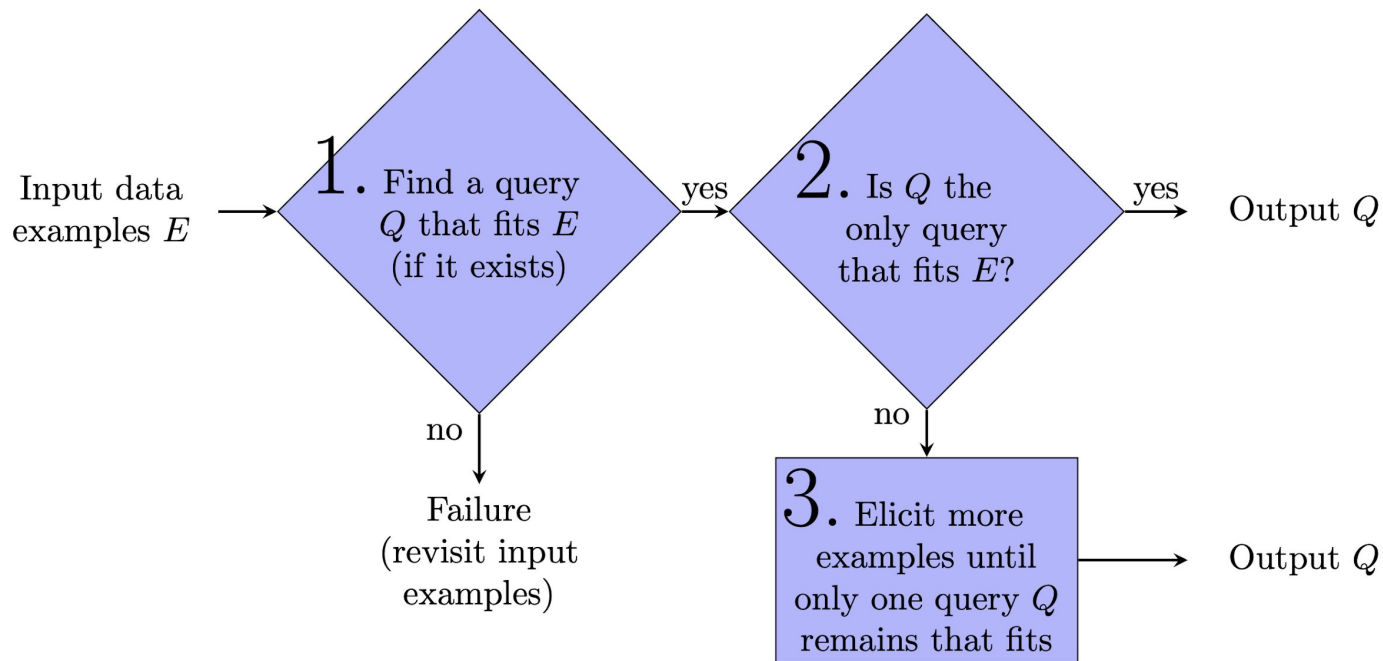 Input data
examples E
1. Find a query
Q that fits E
(if it exists)
yes
2. Is Q the
only query
that fits E?
yes
Output Q
no
Failure
(revisit input
examples)
no
3. Elicit more
examples until
only one query Q
remains that fits
Output Q